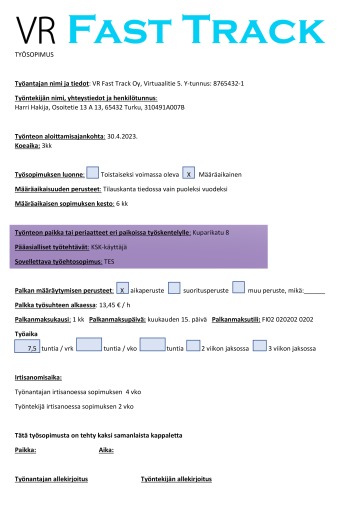 VR FAST TRACK
TYÖSOPIMUS
Työantajan nimi ja tiedot: VR Fast Track Oy, Virtuaalitie 5. Y-tunnus: 8765432-1
Työntekijän nimi, yhteystiedot ja henkilötunnus:
Harri Hakija, Osoitetie 13 A 13, 65432 Turku, 310491A007B
Työnteon aloittamisajankohta: 30.4.2023.
Koeaika: 3kk
Työsopimuksen luonne: Toistaiseksi voimassa oleva X Määräaikainen
Määräaikaisuuden perusteet: Tilauskanta tiedossa vain puoleksi vuodeksi
Määräaikaisen sopimuksen kesto: 6 kk
Työnteon paikka tai periaatteet eri paikoissa työskentelylle: Kuparikatu 8
Pääasialliset työtehtävät: KSK-käyttäjä
Sovellettava työehtosopimus: TES
Palkan määräytymisen perusteet: X aikaperuste suoritusperuste muu peruste, mikä:______
Palkka työsuhteen alkaessa: 13,45 € / h
Palkanmaksukausi: 1 kk Palkanmaksupäivä: kuukauden 15. päivä Palkanmaksutili: FI02 020202 0202
Työaika
7,5 tuntia / vrk tuntia / vko tuntia 2 viikon jaksossa 3 viikon jaksossa
Irtisanomisaika:
Työnantajan irtisanoessa sopimuksen 4 vko
Työntekijä irtisanoessa sopimuksen 2 vko
Tätä työsopimusta on tehty kaksi samanlaista kappaletta
Paikka: Aika:
Työnantajan allekirjoitus Työntekijän allekirjoitus